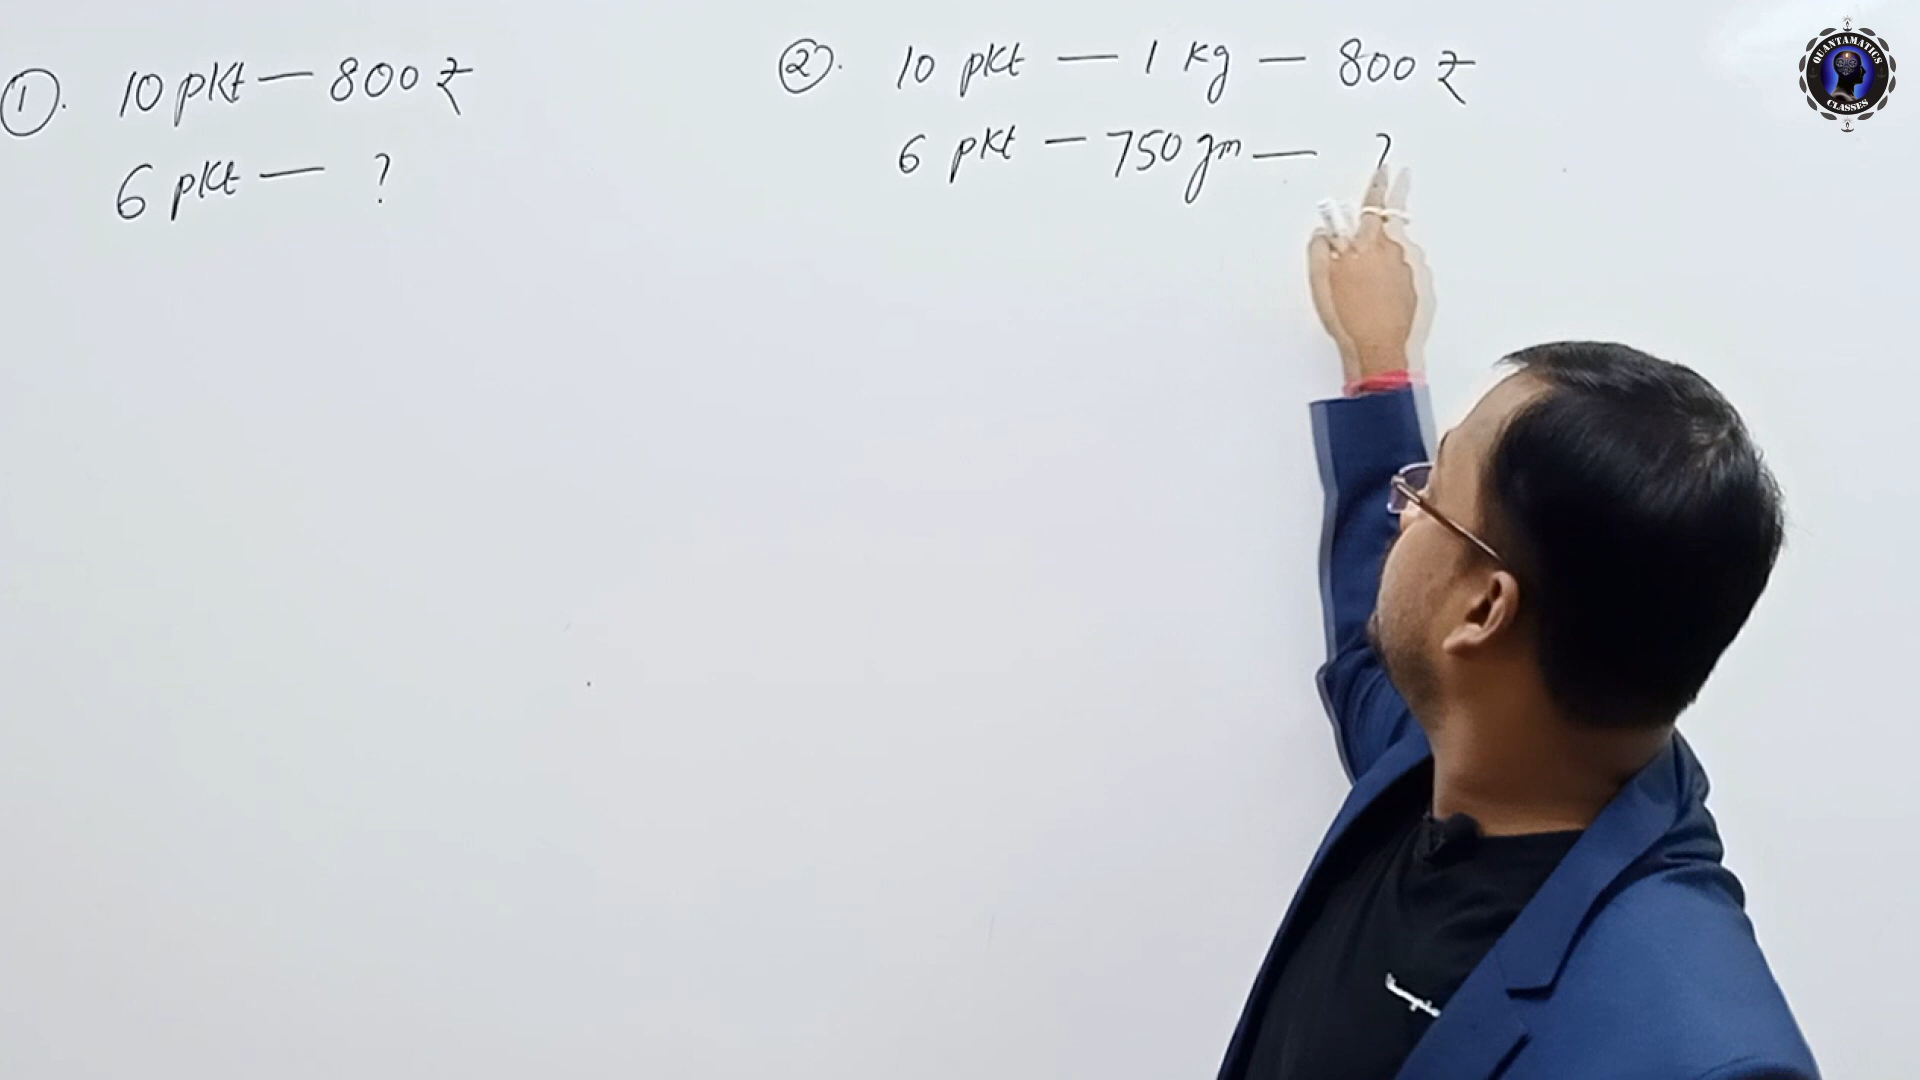 ①. 10 pkt — 800 ₹
6 pkt — ?
②. 10 pkt — 1 kg — 800 ₹
6 pkt — 750 gm — ?
QUANTAMATICS
CLASSES